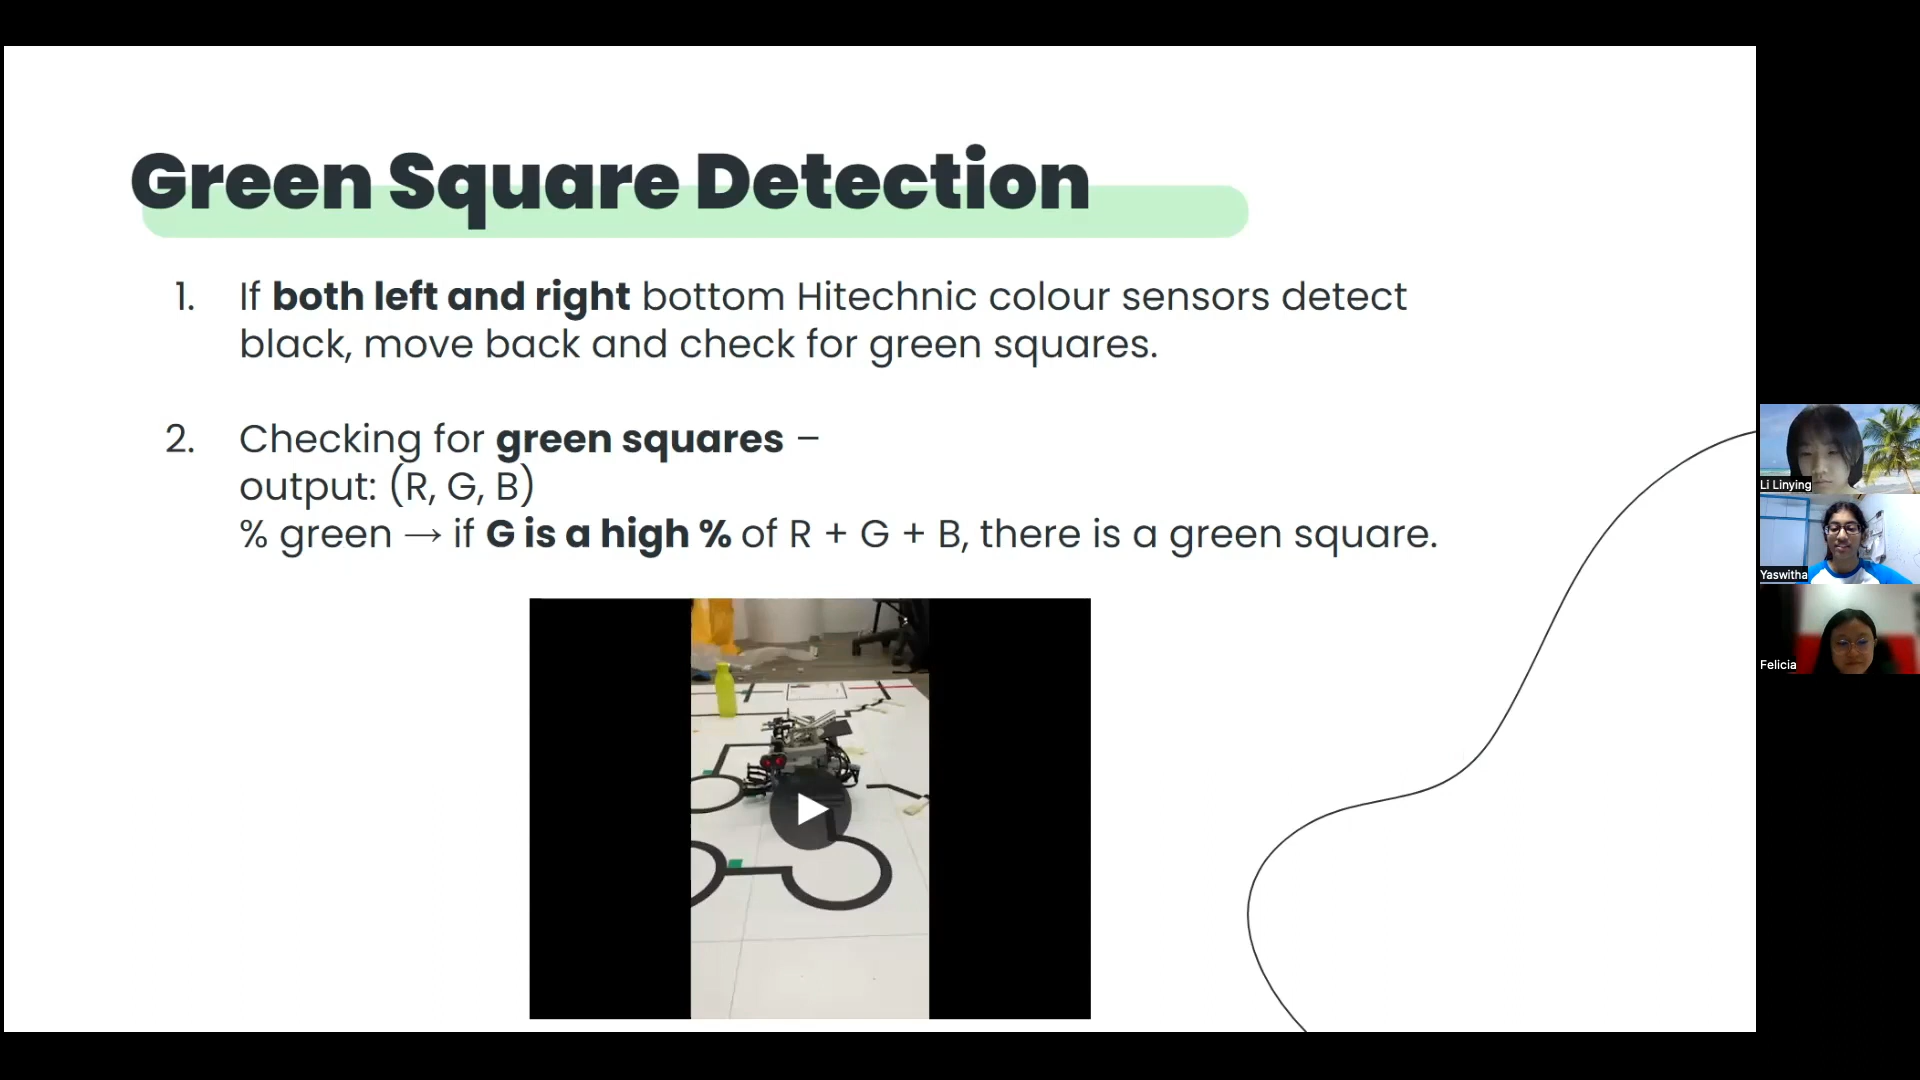 Green Square Detection
1. If both left and right bottom Hitechnic colour sensors detect
black, move back and check for green squares.
2. Checking for green squares –
output: (R, G, B)
% green → if G is a high % of R + G + B, there is a green square.
Li Linying
Yaswitha
Felicia